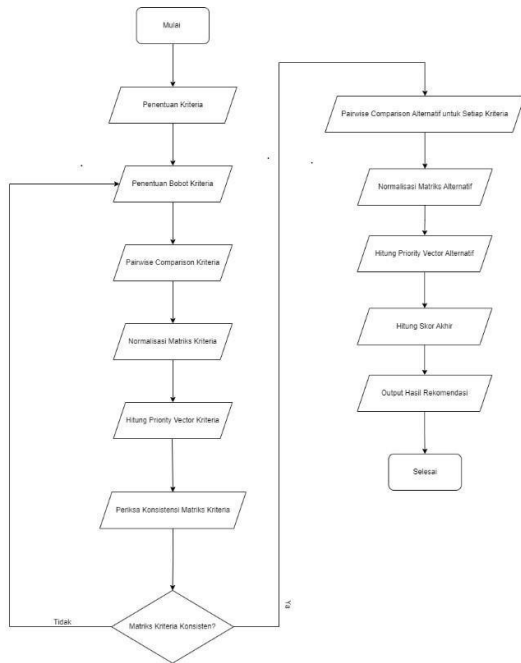 Mulai
Penentuan Kriteria
Penentuan Bobot Kriteria
Pairwise Comparison Kriteria
Normalisasi Matriks Kriteria
Hitung Priority Vector Kriteria
Periksa Konsistensi Matriks Kriteria
Matriks Kriteria Konsisten?
Tidak
Ya
Pairwise Comparison Alternatif untuk Setiap Kriteria
Normalisasi Matriks Alternatif
Hitung Priority Vector Alternatif
Hitung Skor Akhir
Output Hasil Rekomendasi
Selesai